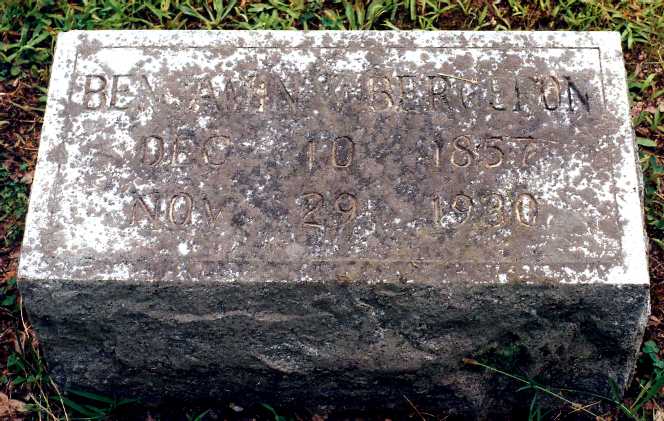 BENJAMIN BERGERON
DEC 10 1857
NOV 29 1930